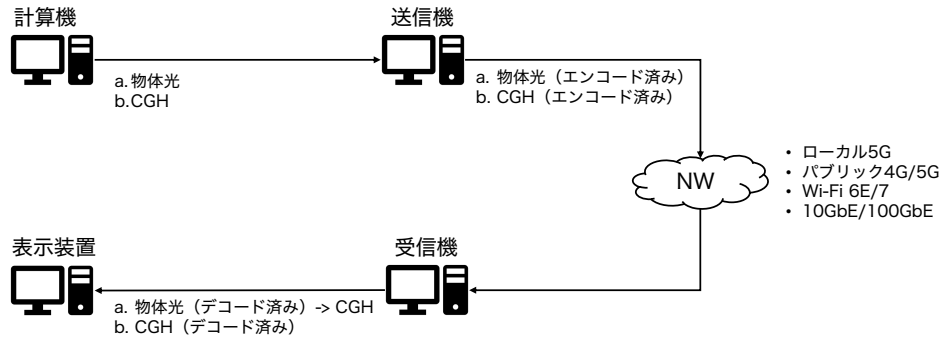 計算機
送信機
a. 物体光
b.CGH
a. 物体光（エンコード済み）
b. CGH（エンコード済み）
NW
• ローカル5G
• パブリック4G/5G
• Wi-Fi 6E/7
• 10GbE/100GbE
表示装置
受信機
a. 物体光（デコード済み）-> CGH
b. CGH（デコード済み）